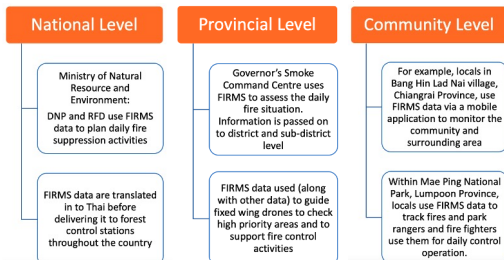 National Level
Ministry of Natural
Resource and
Environment:
DNP and RFD use FIRMS
data to plan daily fire
suppression activities
FIRMS data are translated
in to Thai before
delivering it to forest
control stations
throughout the country
Provincial Level
Governor's Smoke
Command Centre uses
FIRMS to assess the daily
fire situation.
Information is passed on
to district and sub-district
level
FIRMS data used (along
with other data) to guide
fixed wing drones to check
high priority areas and to
support fire control
activities
Community Level
For example, locals in
Bang Hin Lad Nai village,
Chiangrai Province, use
FIRMS data via a mobile
application to monitor the
community and
surrounding area
Within Mae Ping National
Park, Lumpoon Province,
locals use FIRMS data to
track fires and park
rangers and fire fighters
use them for daily control
operation.